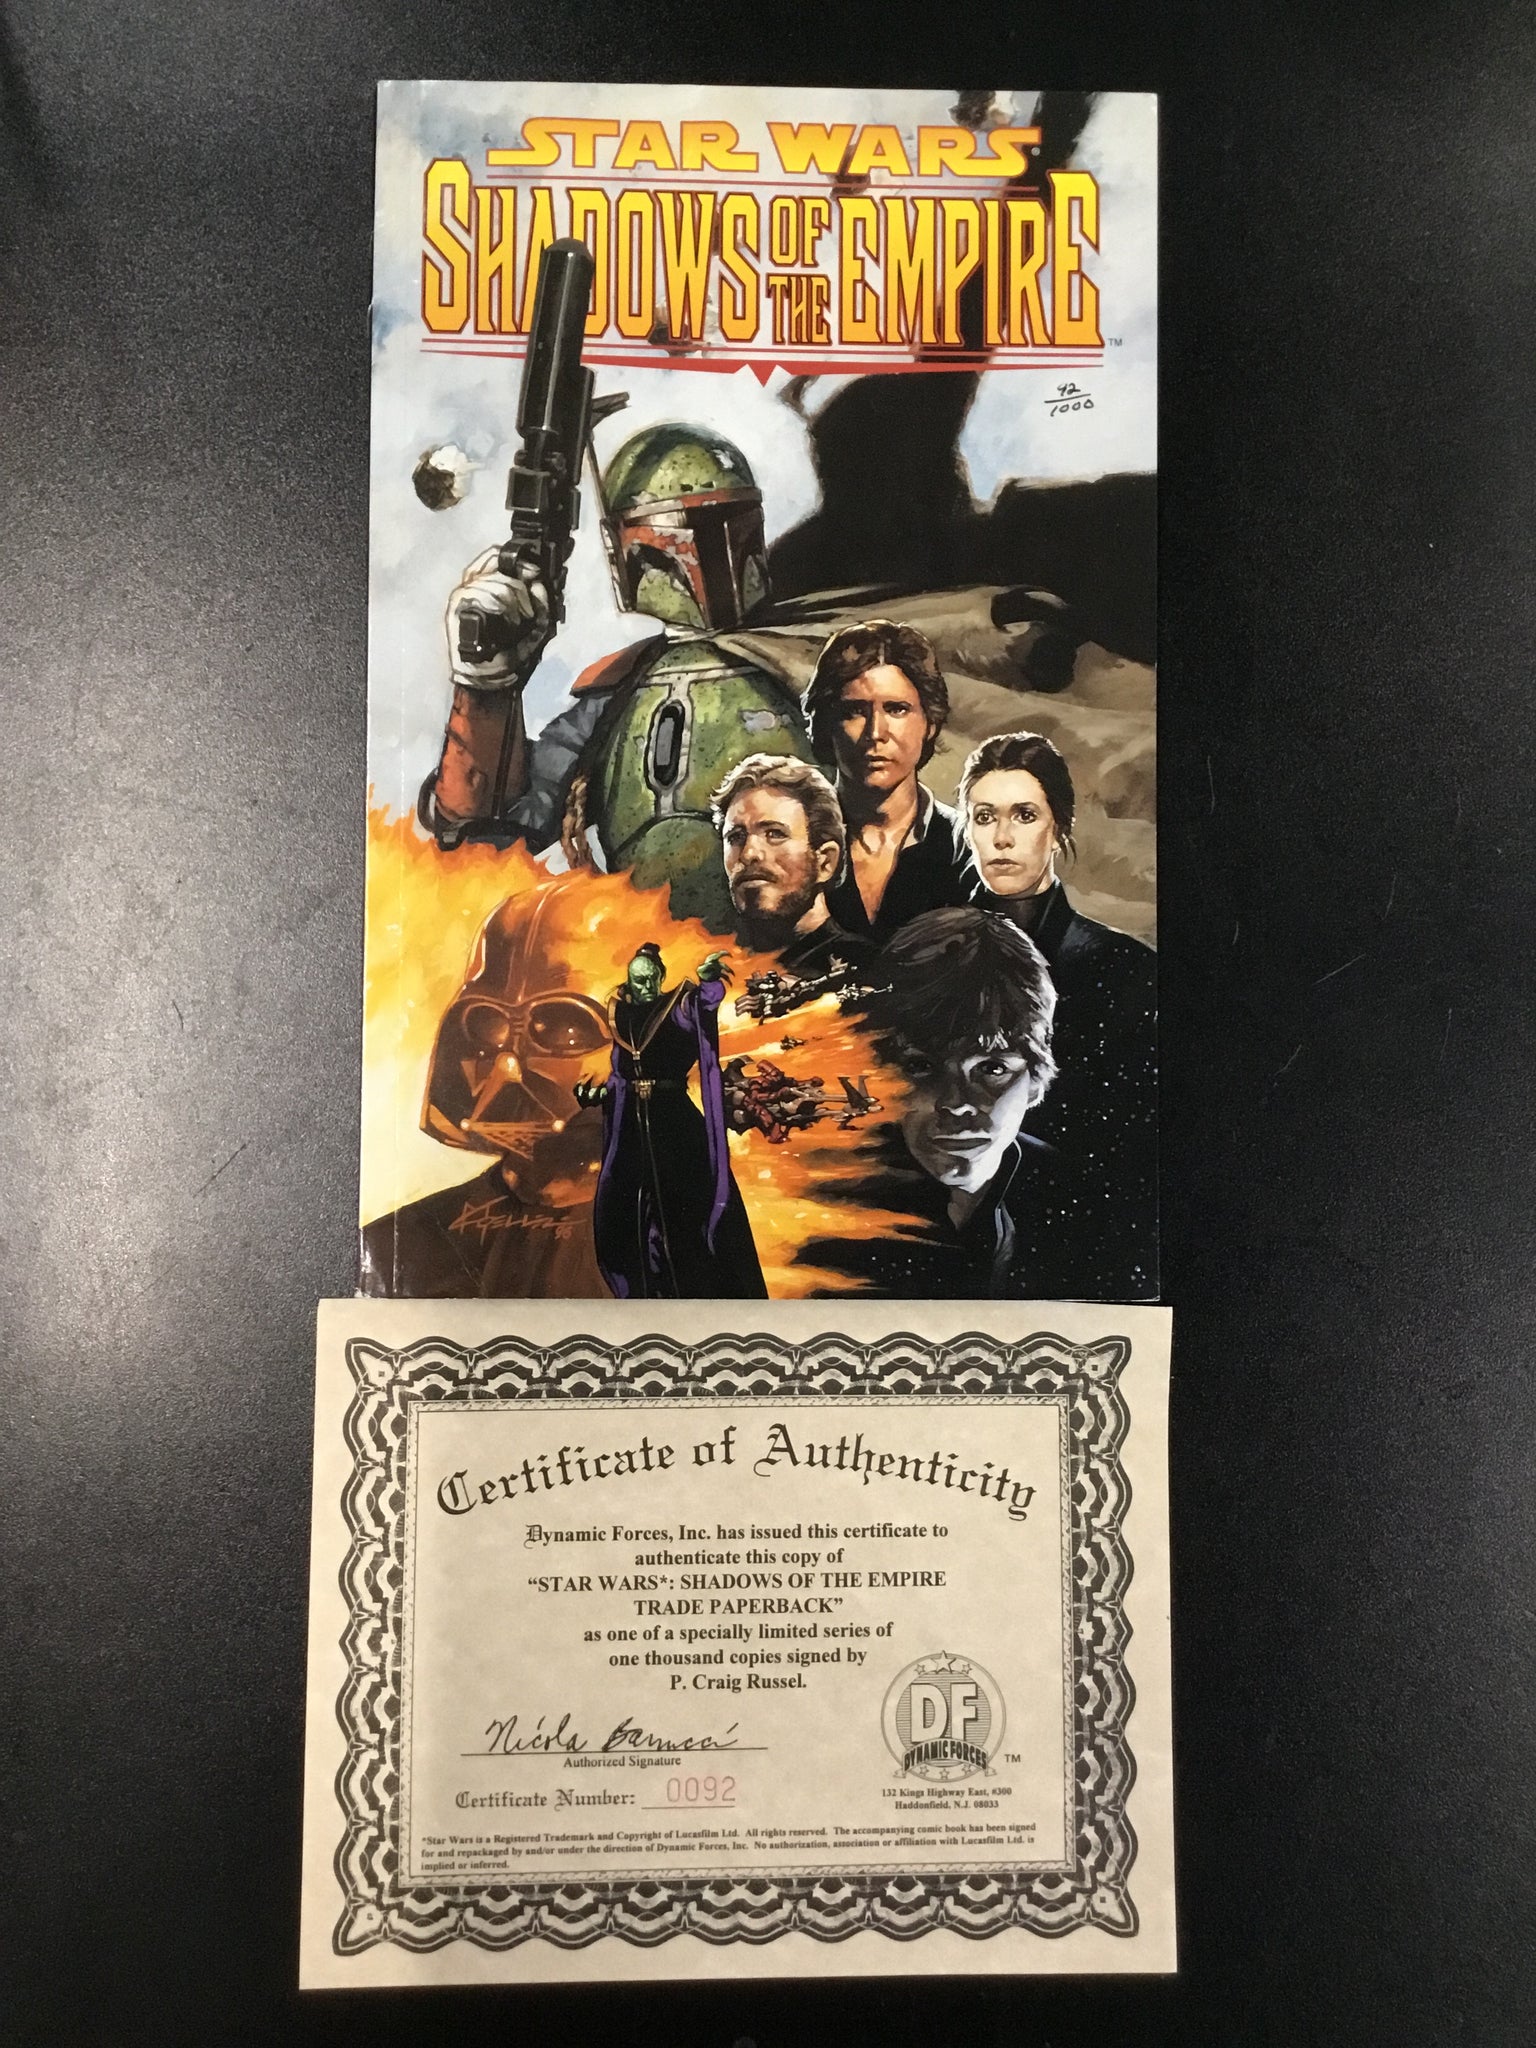 STAR WARS®
SHADOWS OF THE EMPIRE™
92
1000
Certificate of Authenticity
Dynamic Forces, Inc. has issued this certificate to
authenticate this copy of
“STAR WARS*: SHADOWS OF THE EMPIRE
TRADE PAPERBACK”
as one of a specially limited series of
one thousand copies signed by
P. Craig Russel.
Nicola Barrucci
Authorized Signature
Certificate Number: 0092
DF
DYNAMIC FORCES
TM
132 Kings Highway East, #300
Haddonfield, N.J. 08033
*Star Wars is a Registered Trademark and Copyright of Lucasfilm Ltd. All rights reserved. The accompanying comic book has been signed
for and repackaged by and/or under the direction of Dynamic Forces, Inc. No authorization, association or affiliation with Lucasfilm Ltd. is
implied or inferred.